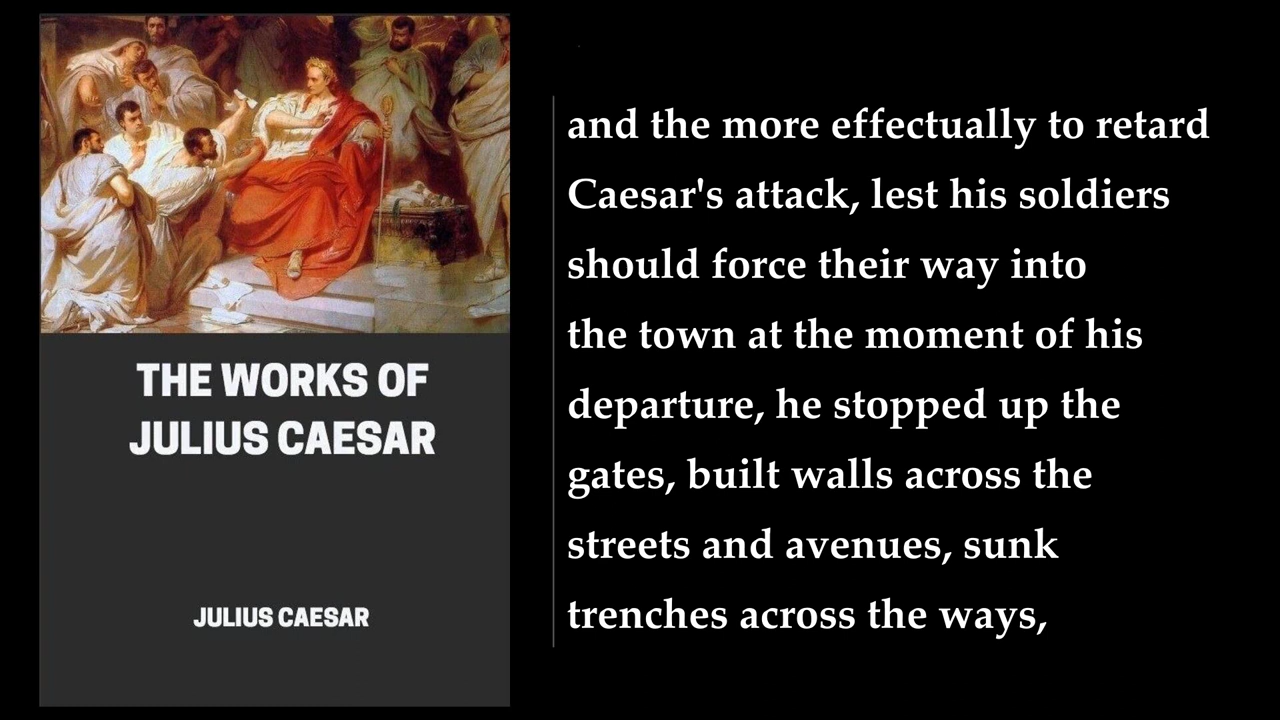 THE WORKS OF
JULIUS CAESAR
JULIUS CAESAR
and the more effectually to retard
Caesar's attack, lest his soldiers
should force their way into
the town at the moment of his
departure, he stopped up the
gates, built walls across the
streets and avenues, sunk
trenches across the ways,